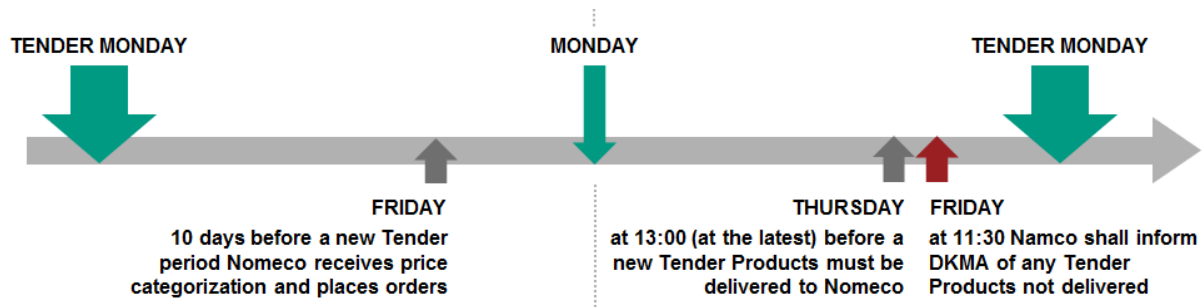 TENDER MONDAY
MONDAY
TENDER MONDAY
FRIDAY
10 days before a new Tender
period Nomeco receives price
categorization and places orders
THURSDAY
at 13:00 (at the latest) before a
new Tender Products must be
delivered to Nomeco
FRIDAY
at 11:30 Namco shall inform
DKMA of any Tender
Products not delivered